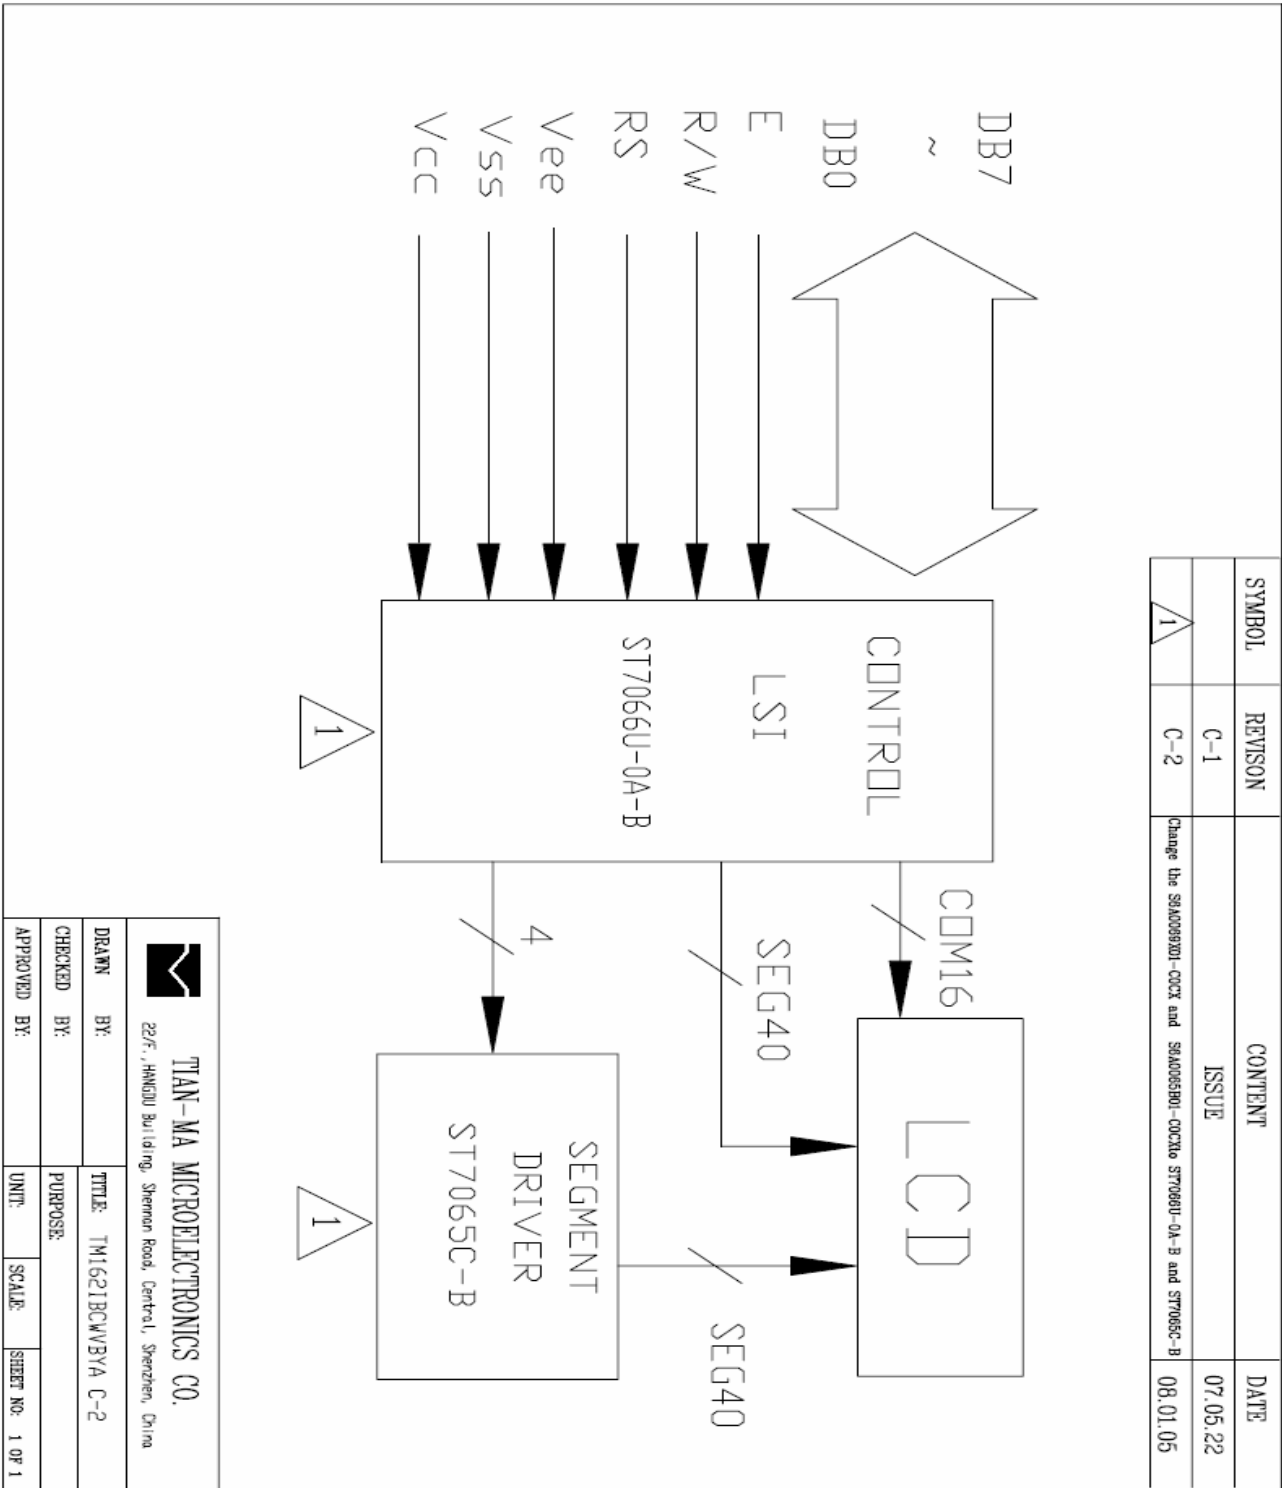 SYMBOL REVISON CONTENT DATE
C-1 ISSUE 07.05.22
1 C-2 Change the S6A0069X01-C0CX and S6A0065B01-C0CXto ST7066U-0A-B and ST7065C-B 08.01.05
DB7
~
DB0
E
R/W
RS
Vee
Vss
Vcc
CONTROL
LSI
ST7066U-0A-B
1
COM16
SEG40
4
LCD
SEGMENT
DRIVER
ST7065C-B
1
SEG40
TIAN-MA MICROELECTRONICS CO.
22/F., HANGDU Building, Shennan Road, Central, Shenzhen, China
DRAWN BY: TITLE: TM162IBCWVBYA C-2
CHECKED BY: PURPOSE:
APPROVED BY: UNIT: SCALE: SHEET NO: 1 OF 1